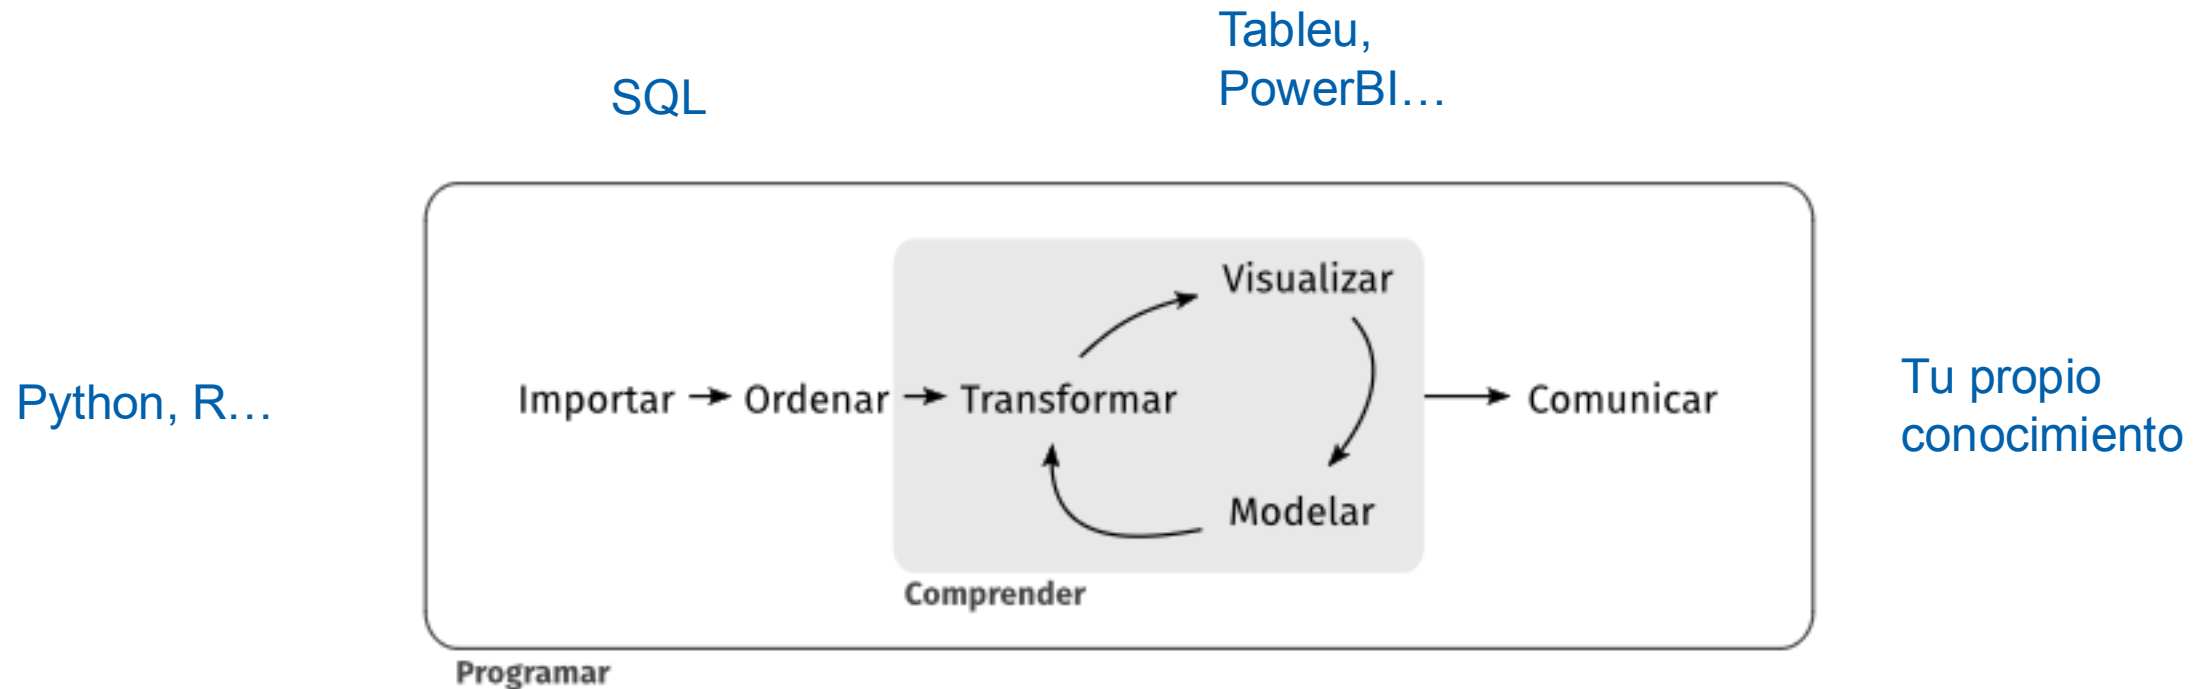 Tableu,
PowerBI…
SQL
Visualizar
Python, R…
Importar
Ordenar
Transformar
Comunicar
Tu propio
conocimiento
Modelar
Comprender
Programar